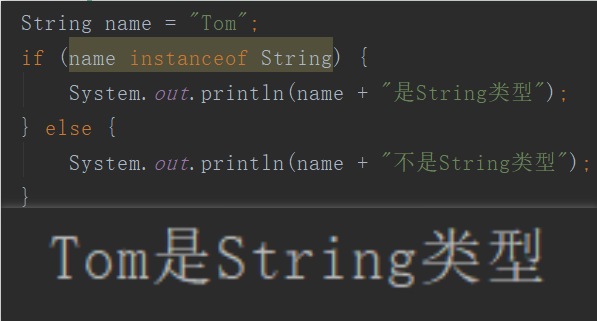 String name = "Tom";
if (name instanceof String) {
System.out.println(name + "是String类型");
} else {
System.out.println(name + "不是String类型");
}
Tom是String类型